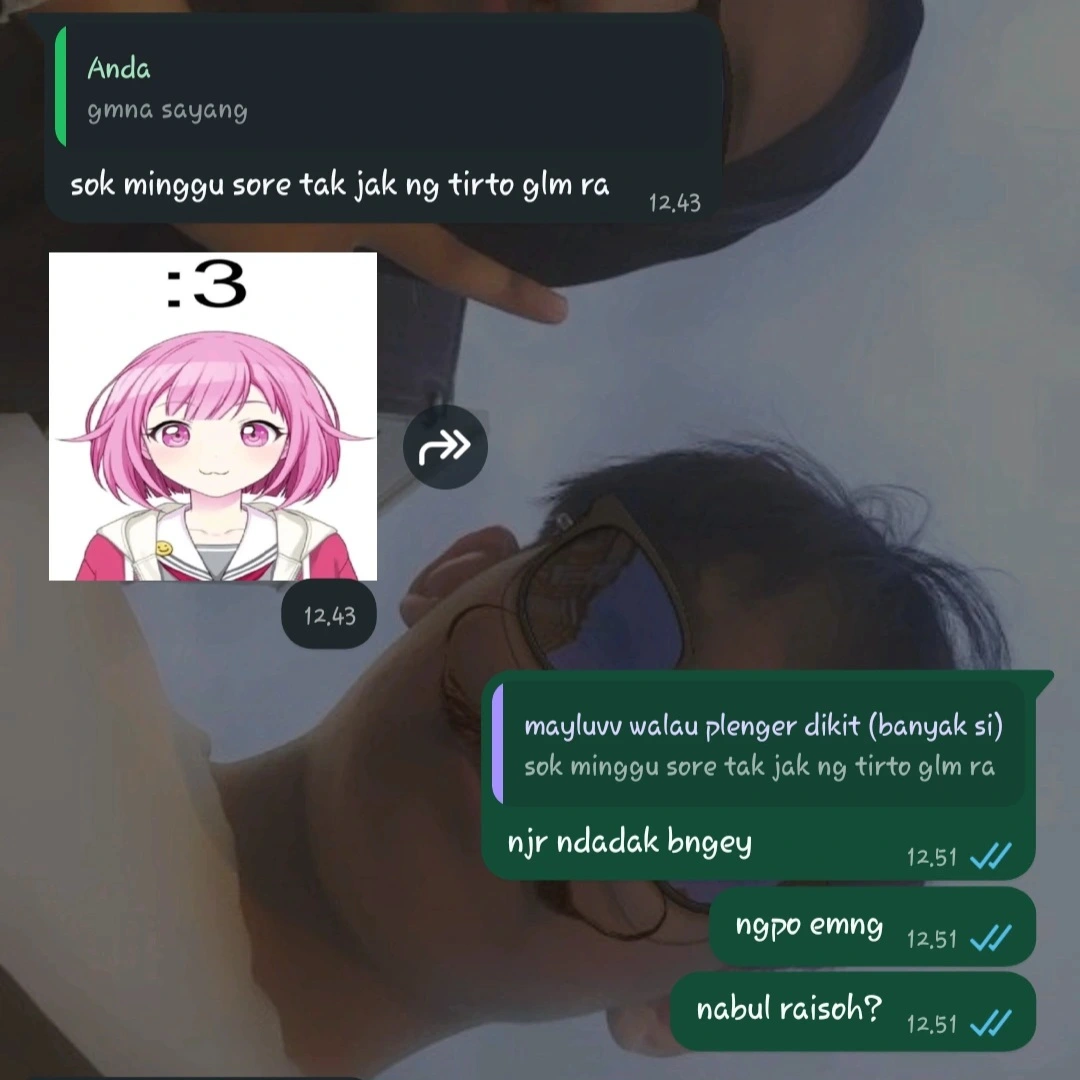 Anda
gmna sayang
sok minggu sore tak jak ng tirto glm ra
12.43
:3
12.43
mayluvv walau plenger dikit (banyak si)
sok minggu sore tak jak ng tirto glm ra
njr ndadak bngey
12.51
ngpo emng
12.51
nabul raisoh?
12.51